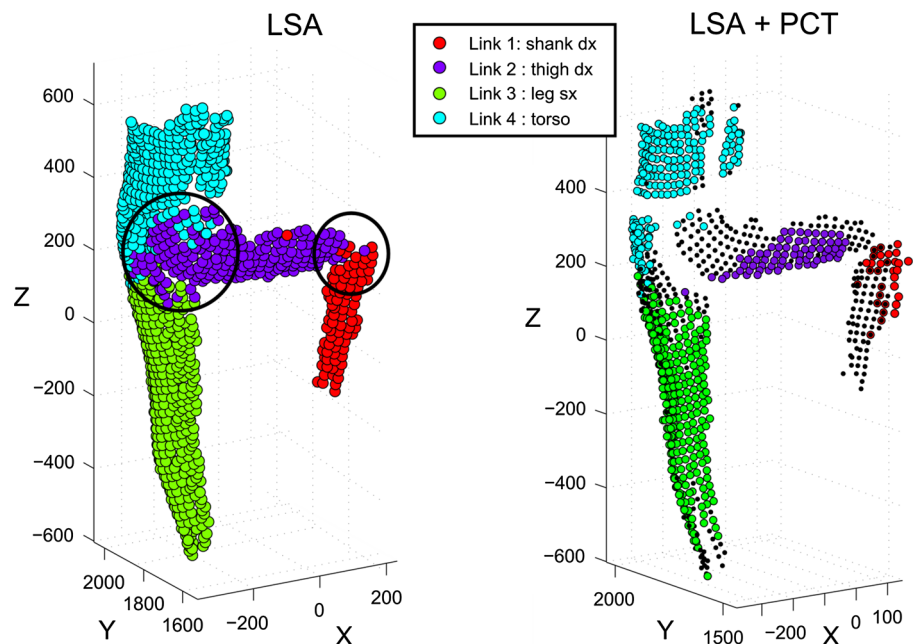 LSA
LSA + PCT
Link 1: shank dx
Link 2 : thigh dx
Link 3 : leg sx
Link 4 : torso
600
400
200
0
−200
−400
−600
Z
2000
1800
1600
Y
−200
0
200
X
400
200
0
−200
−400
−600
Z
2000
1500
Y
−200
0
100
X